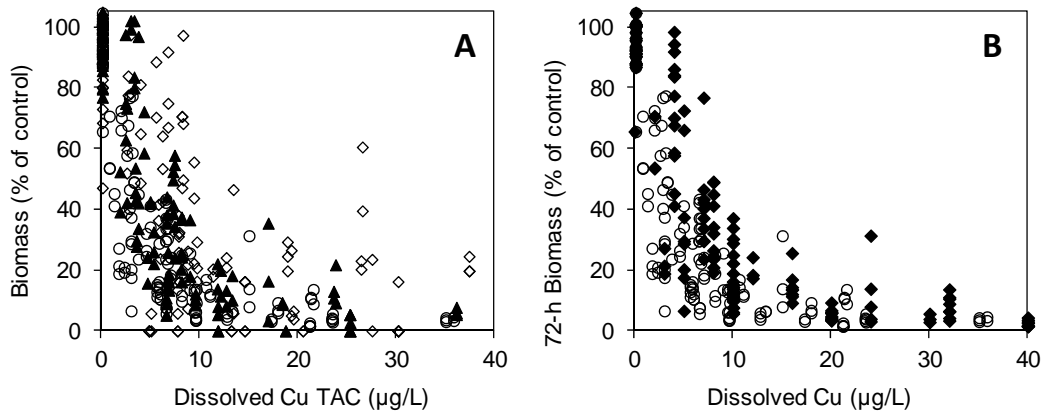 A
B
Biomass (% of control)
100
80
60
40
20
0
0 10 20 30 40
Dissolved Cu TAC (µg/L)
72-h Biomass (% of control)
100
80
60
40
20
0
0 10 20 30 40
Dissolved Cu (µg/L)